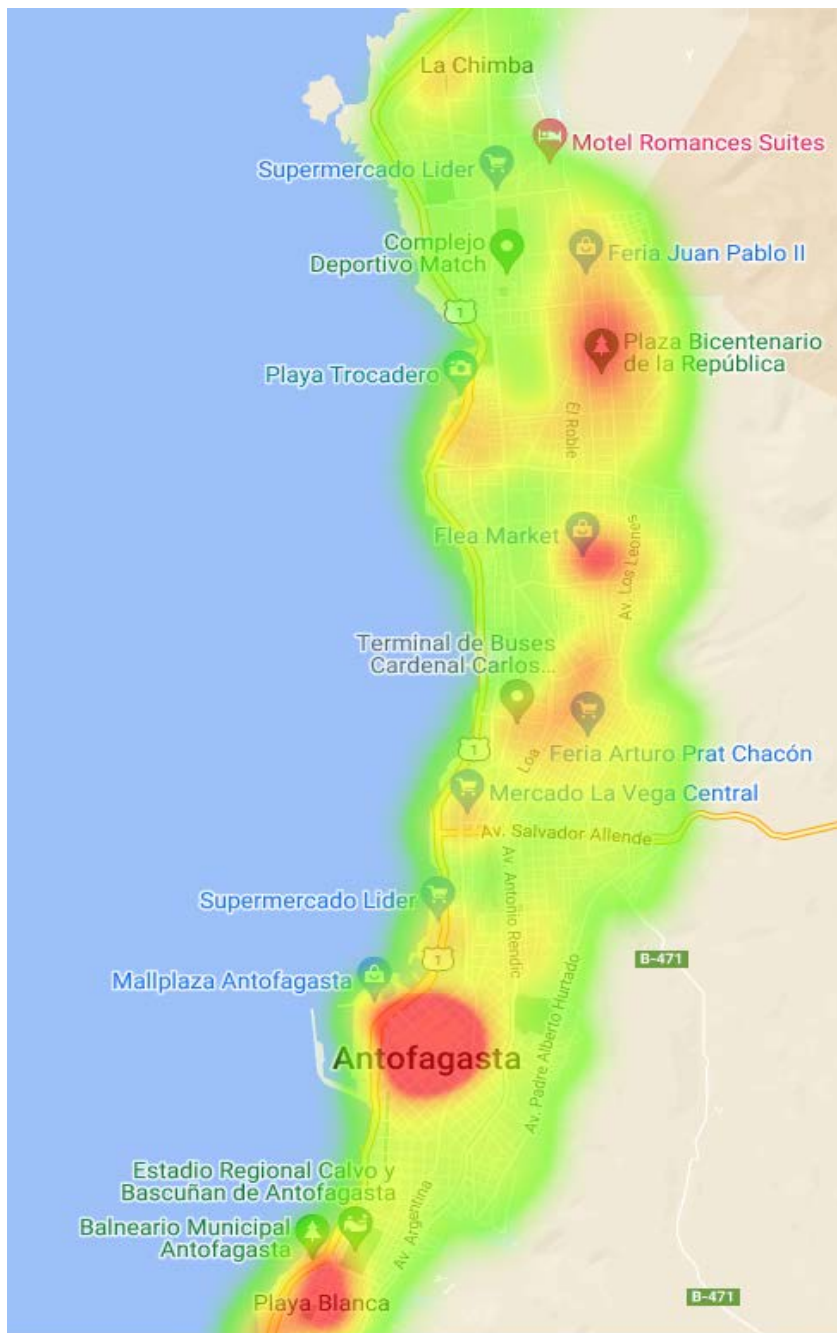 La Chimba
Motel Romances Suites
Supermercado Lider
Complejo
Deportivo Match
Feria Juan Pablo II
1
Plaza Bicentenario
de la República
Playa Trocadero
El Roble
Flea Market
Av. Los Leones
Terminal de Buses
Cardenal Carlos...
1
Loa
Feria Arturo Prat Chacón
Mercado La Vega Central
Av. Salvador Allende
Av. Antonio Rendic
Supermercado Lider
1
B-471
Mallplaza Antofagasta
Av. Padre Alberto Hurtado
Antofagasta
Estadio Regional Calvo y
Bascuñan de Antofagasta
Av. Argentina
Balneario Municipal
Antofagasta
Playa Blanca
B-471